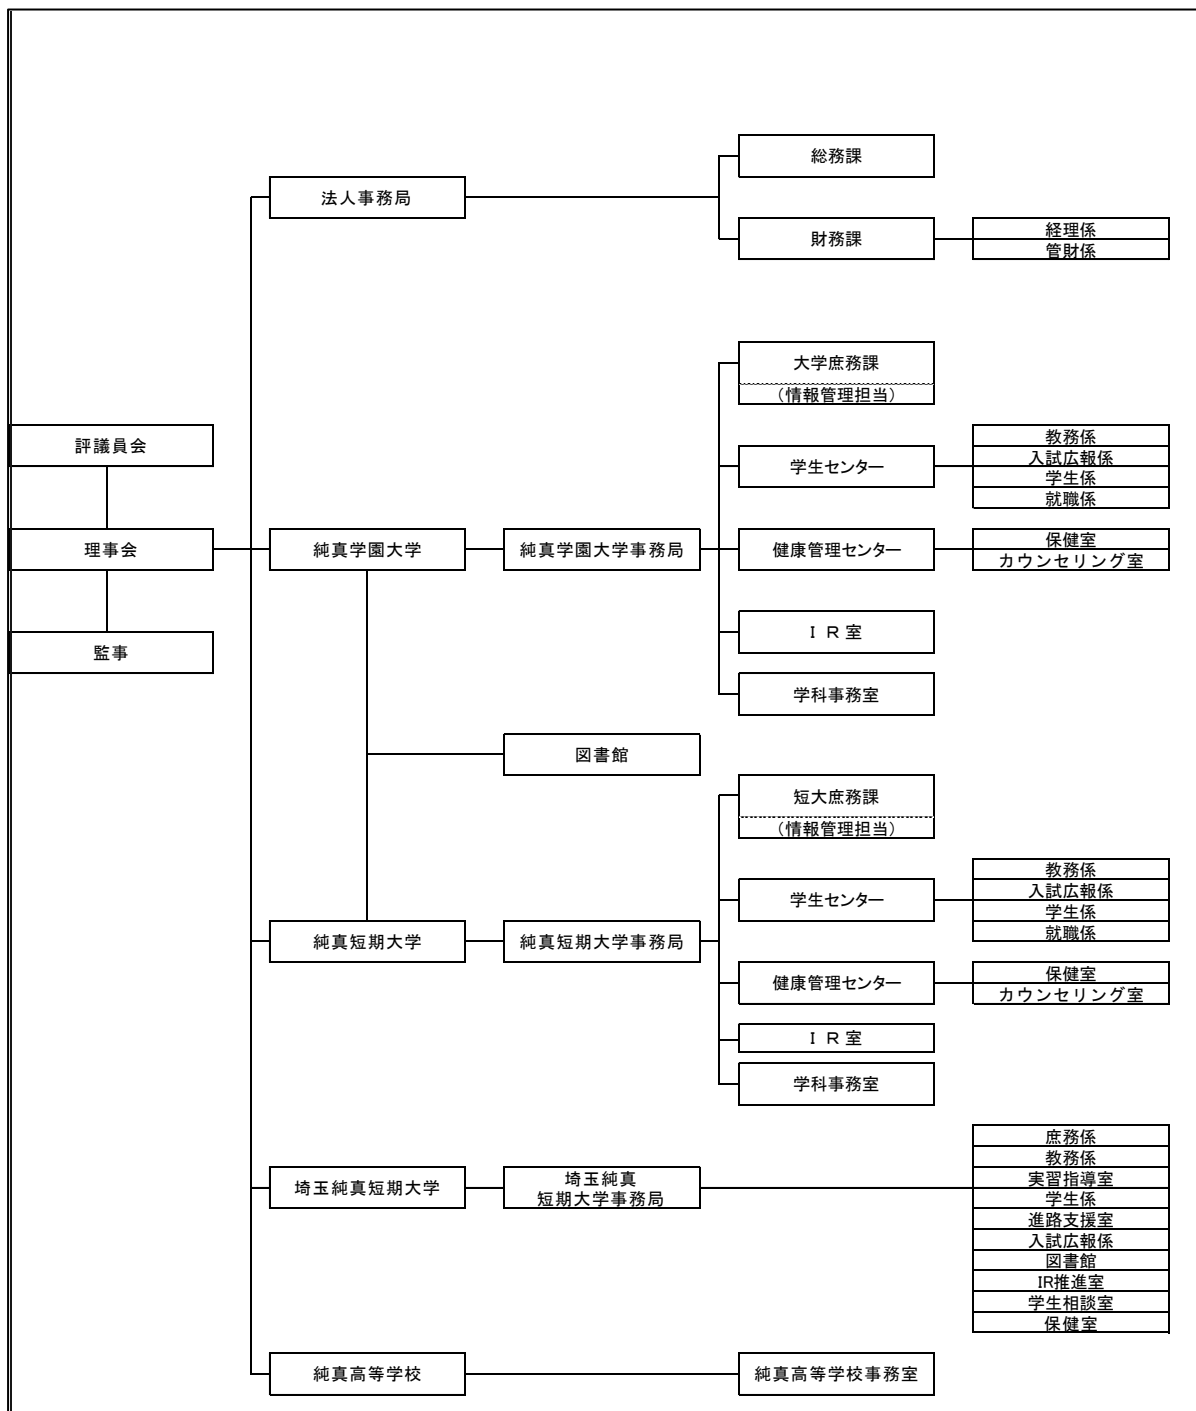 総務課
法人事務局
財務課
経理係
管財係
大学庶務課
（情報管理担当）
評議員会
学生センター
教務係
入試広報係
学生係
就職係
理事会
純真学園大学
純真学園大学事務局
健康管理センター
保健室
カウンセリング室
監事
ＩＲ室
学科事務室
図書館
短大庶務課
（情報管理担当）
学生センター
教務係
入試広報係
学生係
就職係
純真短期大学
純真短期大学事務局
健康管理センター
保健室
カウンセリング室
ＩＲ室
学科事務室
埼玉純真短期大学
埼玉純真
短期大学事務局
庶務係
教務係
実習指導室
学生係
進路支援室
入試広報係
図書館
IR推進室
学生相談室
保健室
純真高等学校
純真高等学校事務室